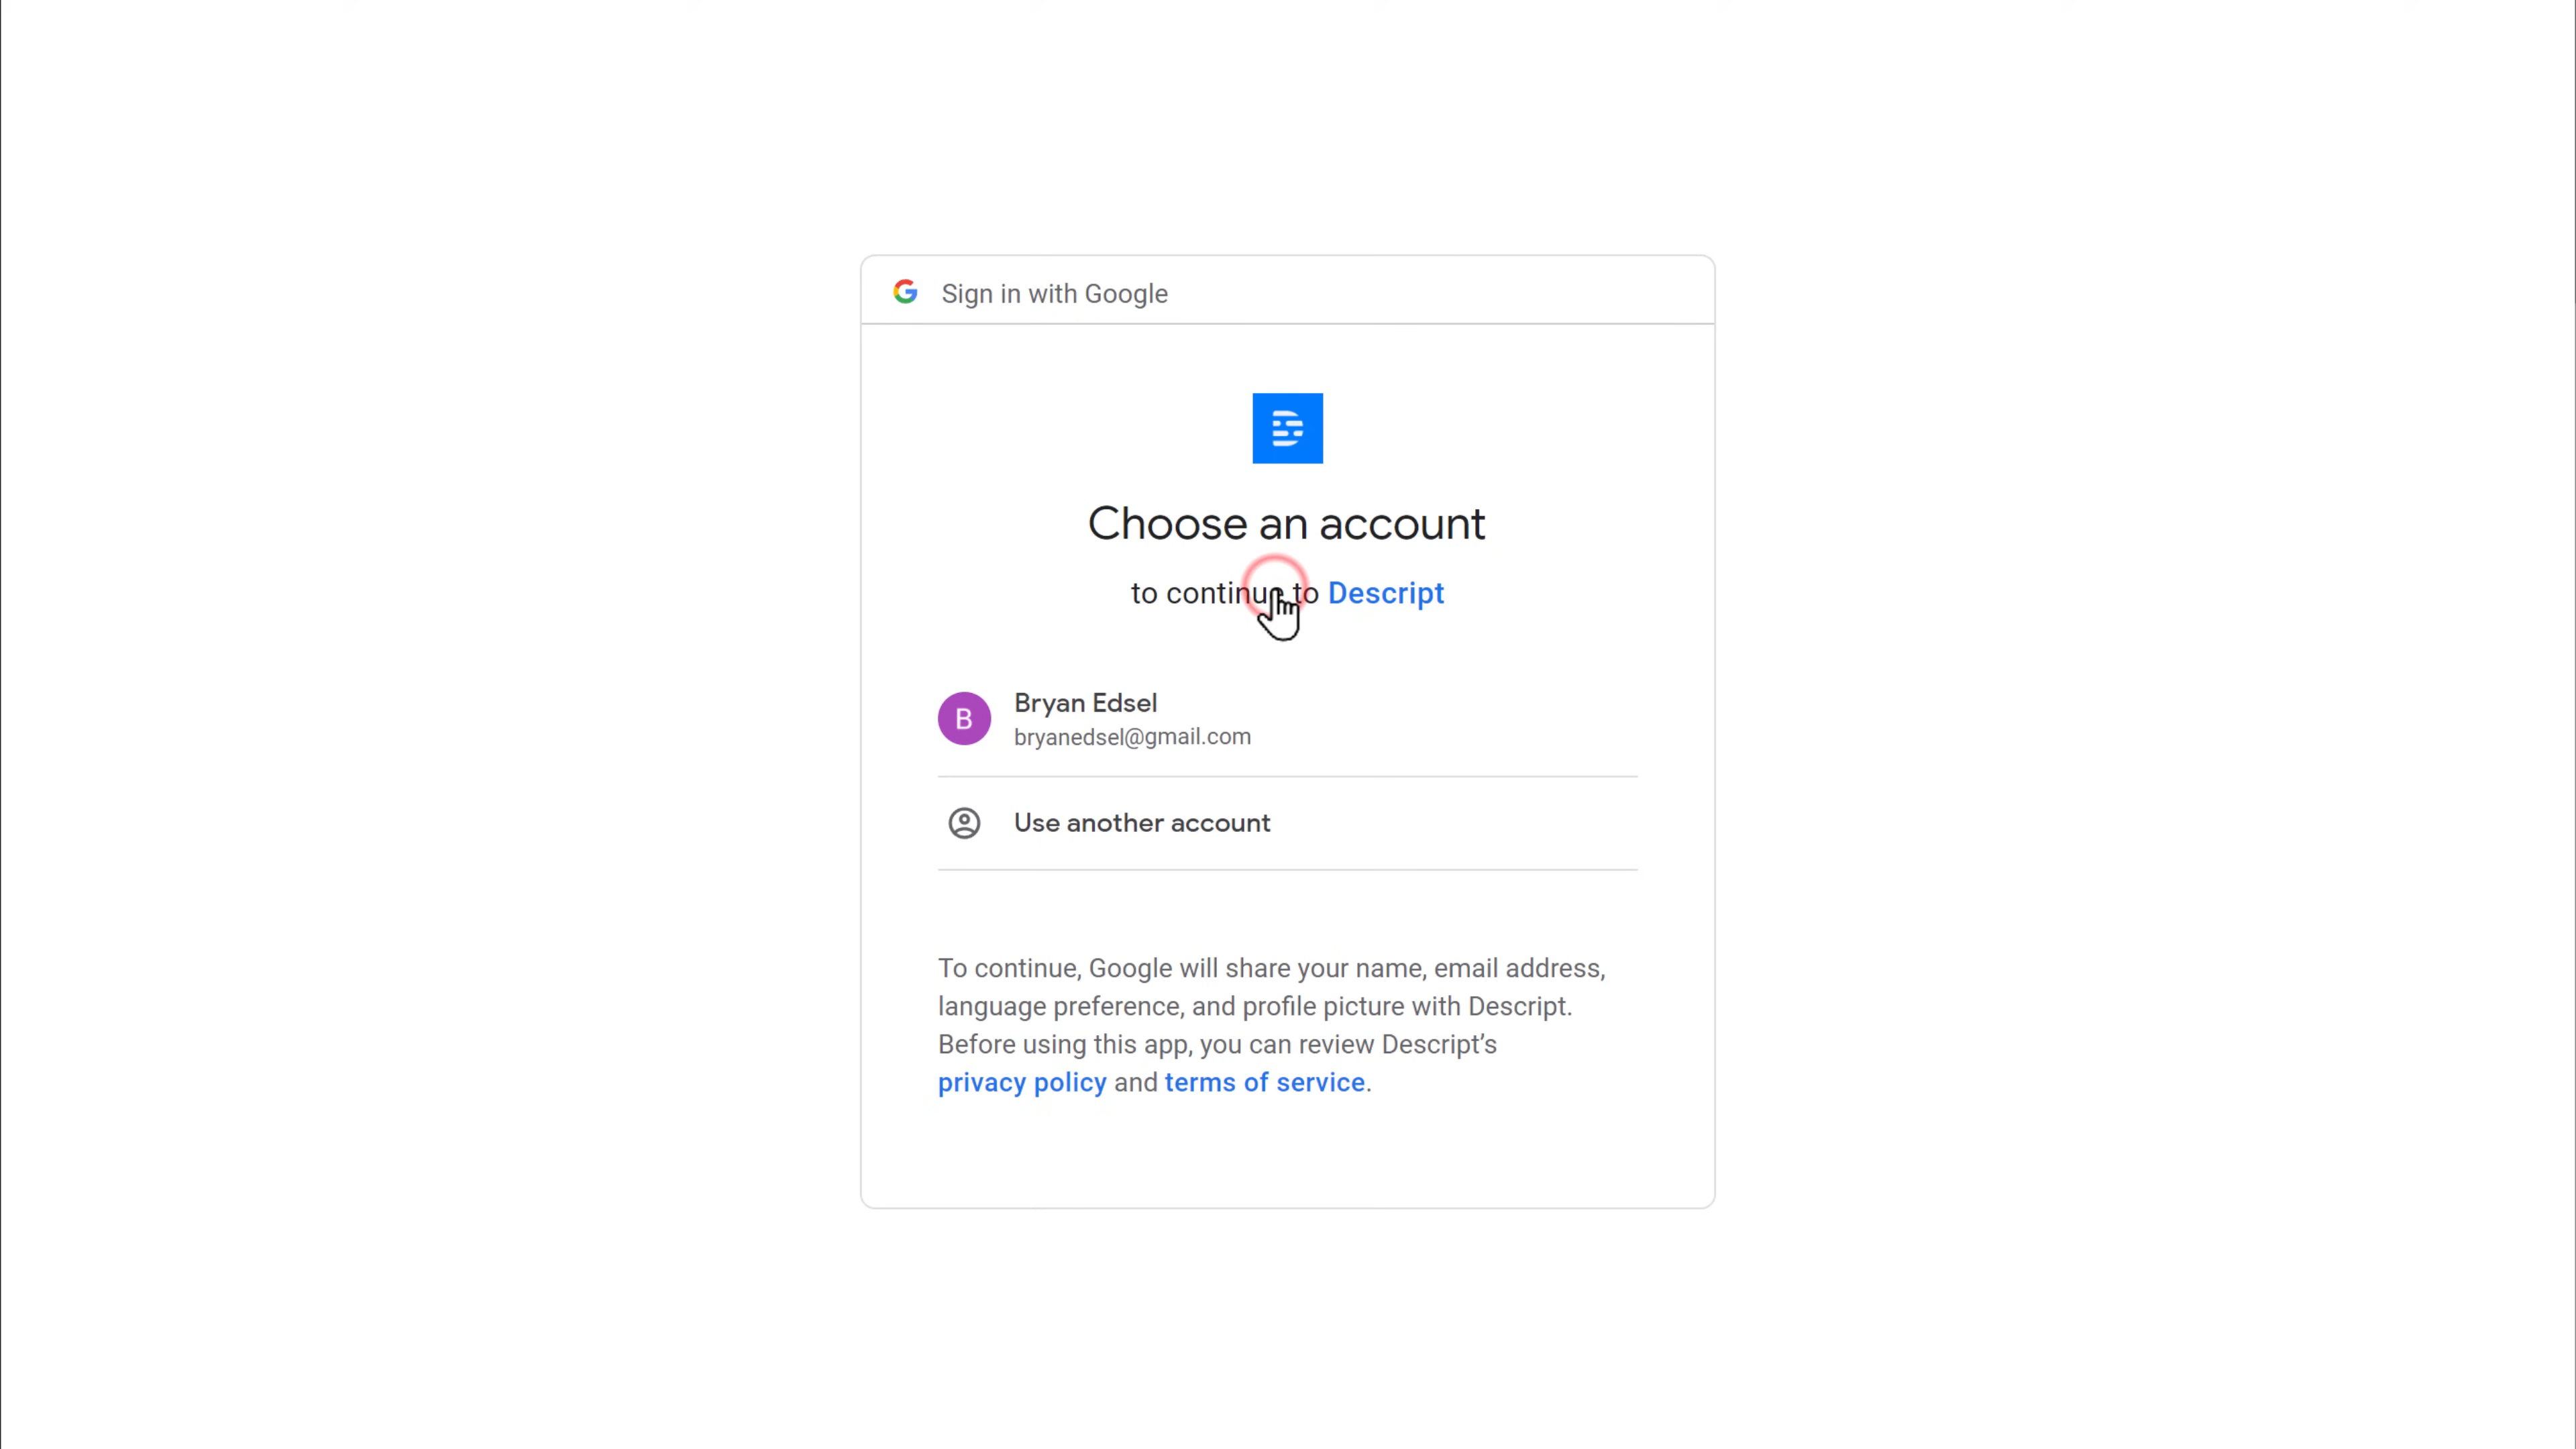 Sign in with Google
Choose an account
to continue to Descript
B
Bryan Edsel
bryanedsel@gmail.com
Use another account
To continue, Google will share your name, email address,
language preference, and profile picture with Descript.
Before using this app, you can review Descript’s
privacy policy and terms of service.